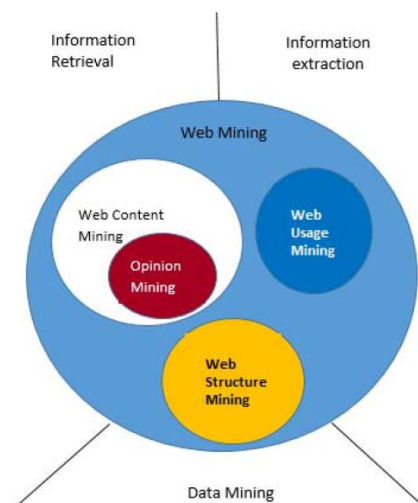 Information
Retrieval
Information
extraction
Web Mining
Web Content
Mining
Opinion
Mining
Web
Usage
Mining
Web
Structure
Mining
Data Mining